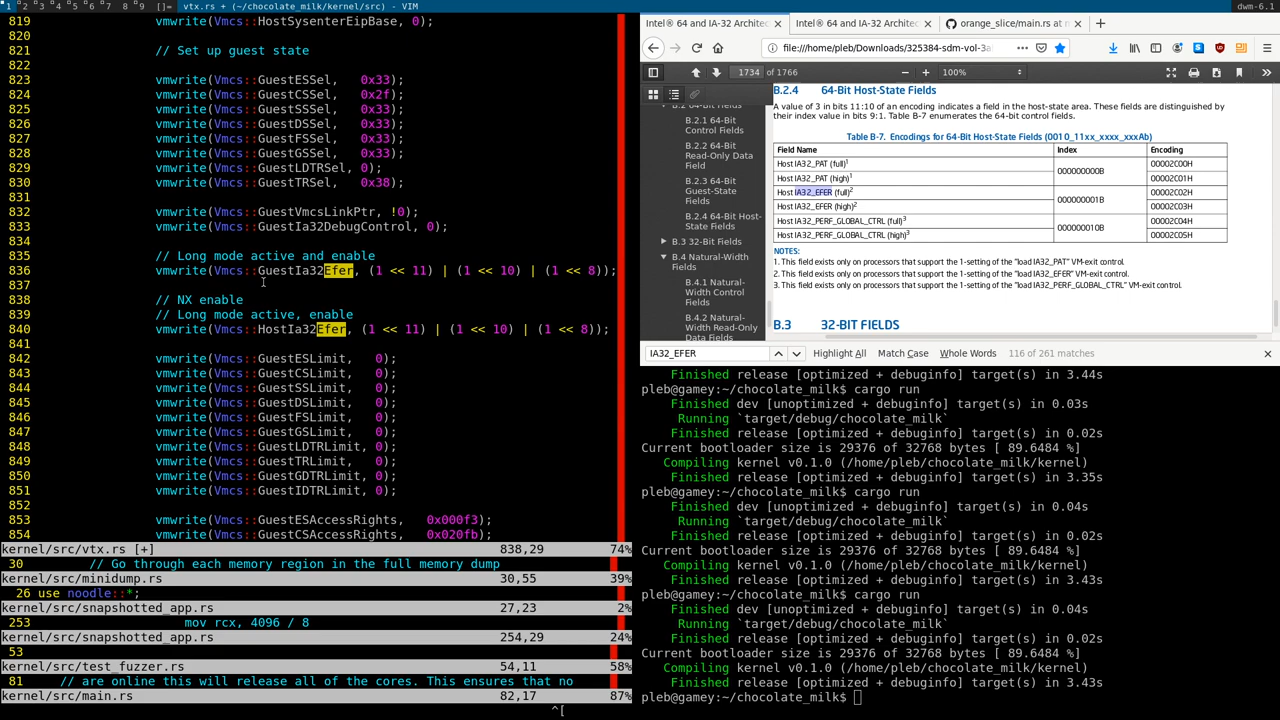 1 2 3 4 5 6 7 8 9 []= vtx.rs + (~/chocolate_milk/kernel/src) - VIM
dwm-6.1
819 vmwrite(Vmcs::HostSysenterEipBase, 0);
820
821 // Set up guest state
822
823 vmwrite(Vmcs::GuestESSel, 0x33);
824 vmwrite(Vmcs::GuestCSSel, 0x2f);
825 vmwrite(Vmcs::GuestSSSel, 0x33);
826 vmwrite(Vmcs::GuestDSSel, 0x33);
827 vmwrite(Vmcs::GuestFSSel, 0x33);
828 vmwrite(Vmcs::GuestGSSel, 0x33);
829 vmwrite(Vmcs::GuestLDTRSel, 0);
830 vmwrite(Vmcs::GuestTRSel, 0x38);
831
832 vmwrite(Vmcs::GuestVmcsLinkPtr, !0);
833 vmwrite(Vmcs::GuestIa32DebugControl, 0);
834
835 // Long mode active and enable
836 vmwrite(Vmcs::GuestIa32Efer, (1 << 11) | (1 << 10) | (1 << 8));
837
838 // NX enable
839 // Long mode active, enable
840 vmwrite(Vmcs::HostIa32Efer, (1 << 11) | (1 << 10) | (1 << 8));
841
842 vmwrite(Vmcs::GuestESLimit, 0);
843 vmwrite(Vmcs::GuestCSLimit, 0);
844 vmwrite(Vmcs::GuestSSLimit, 0);
845 vmwrite(Vmcs::GuestDSLimit, 0);
846 vmwrite(Vmcs::GuestFSLimit, 0);
847 vmwrite(Vmcs::GuestGSLimit, 0);
848 vmwrite(Vmcs::GuestLDTRLimit, 0);
849 vmwrite(Vmcs::GuestTRLimit, 0);
850 vmwrite(Vmcs::GuestGDTRLimit, 0);
851 vmwrite(Vmcs::GuestIDTRLimit, 0);
852
853 vmwrite(Vmcs::GuestESAccessRights, 0x000f3);
854 vmwrite(Vmcs::GuestCSAccessRights, 0x020fb);
kernel/src/vtx.rs [+] 838,29 74%
30 // Go through each memory region in the full memory dump
kernel/src/minidump.rs 30,55 39%
26 use noodle::*;
kernel/src/snapshotted_app.rs 27,23 2%
253 mov rcx, 4096 / 8
kernel/src/snapshotted_app.rs 254,29 24%
53
kernel/src/test_fuzzer.rs 54,11 58%
81 // are online this will release all of the cores. This ensures that no
kernel/src/main.rs 82,17 87%
^[
Intel® 64 and IA-32 Architec
Intel® 64 and IA-32 Architec
orange_slice/main.rs at m
file:///home/pleb/Downloads/325384-sdm-vol-3a
1734 of 1766
100%
B.2.1 64-Bit
Control Fields
B.2.2 64-Bit
Read-Only Data
Field
B.2.3 64-Bit
Guest-State
Fields
B.2.4 64-Bit Host-
State Fields
B.3 32-Bit Fields
B.4 Natural-Width
Fields
B.4.1 Natural-
Width Control
Fields
B.4.2 Natural-
Width Read-Only
Data Fields
B.2.4 64-Bit Host-State Fields
A value of 3 in bits 11:10 of an encoding indicates a field in the host-state area. These fields are distinguished by
their index value in bits 9:1. Table B-7 enumerates the 64-bit control fields.
Table B-7. Encodings for 64-Bit Host-State Fields (0010_11xx_xxxx_xxxAb)
Field Name Index Encoding
Host IA32_PAT (full)1 000000000B 00002C00H
Host IA32_PAT (high)1 00002C01H
Host IA32_EFER (full)2 000000001B 00002C02H
Host IA32_EFER (high)2 00002C03H
Host IA32_PERF_GLOBAL_CTRL (full)3 000000010B 00002C04H
Host IA32_PERF_GLOBAL_CTRL (high)3 00002C05H
NOTES:
1. This field exists only on processors that support the 1-setting of the "load IA32_PAT" VM-exit control.
2. This field exists only on processors that support the 1-setting of the "load IA32_EFER" VM-exit control.
3. This field exists only on processors that support the 1-setting of the "load IA32_PERF_GLOBAL_CTRL" VM-exit control.
B.3 32-BIT FIELDS
IA32_EFER Highlight All Match Case Whole Words 116 of 261 matches
Finished release [optimized + debuginfo] target(s) in 3.44s
pleb@gamey:~/chocolate_milk$ cargo run
Finished dev [unoptimized + debuginfo] target(s) in 0.03s
Running `target/debug/chocolate_milk`
Finished release [optimized + debuginfo] target(s) in 0.02s
Current bootloader size is 29376 of 32768 bytes [ 89.6484 %]
Compiling kernel v0.1.0 (/home/pleb/chocolate_milk/kernel)
Finished release [optimized + debuginfo] target(s) in 3.35s
pleb@gamey:~/chocolate_milk$ cargo run
Finished dev [unoptimized + debuginfo] target(s) in 0.04s
Running `target/debug/chocolate_milk`
Finished release [optimized + debuginfo] target(s) in 0.02s
Current bootloader size is 29376 of 32768 bytes [ 89.6484 %]
Compiling kernel v0.1.0 (/home/pleb/chocolate_milk/kernel)
Finished release [optimized + debuginfo] target(s) in 3.43s
pleb@gamey:~/chocolate_milk$ cargo run
Finished dev [unoptimized + debuginfo] target(s) in 0.04s
Running `target/debug/chocolate_milk`
Finished release [optimized + debuginfo] target(s) in 0.02s
Current bootloader size is 29376 of 32768 bytes [ 89.6484 %]
Compiling kernel v0.1.0 (/home/pleb/chocolate_milk/kernel)
Finished release [optimized + debuginfo] target(s) in 3.43s
pleb@gamey:~/chocolate_milk$